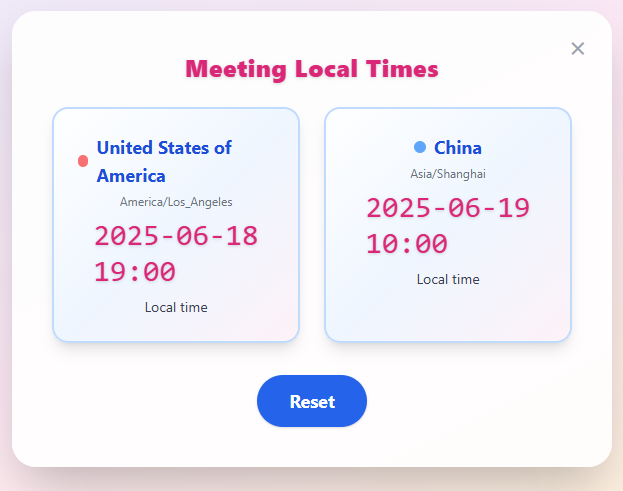 Meeting Local Times
United States of
America
America/Los_Angeles
2025-06-18
19:00
Local time
China
Asia/Shanghai
2025-06-19
10:00
Local time
Reset